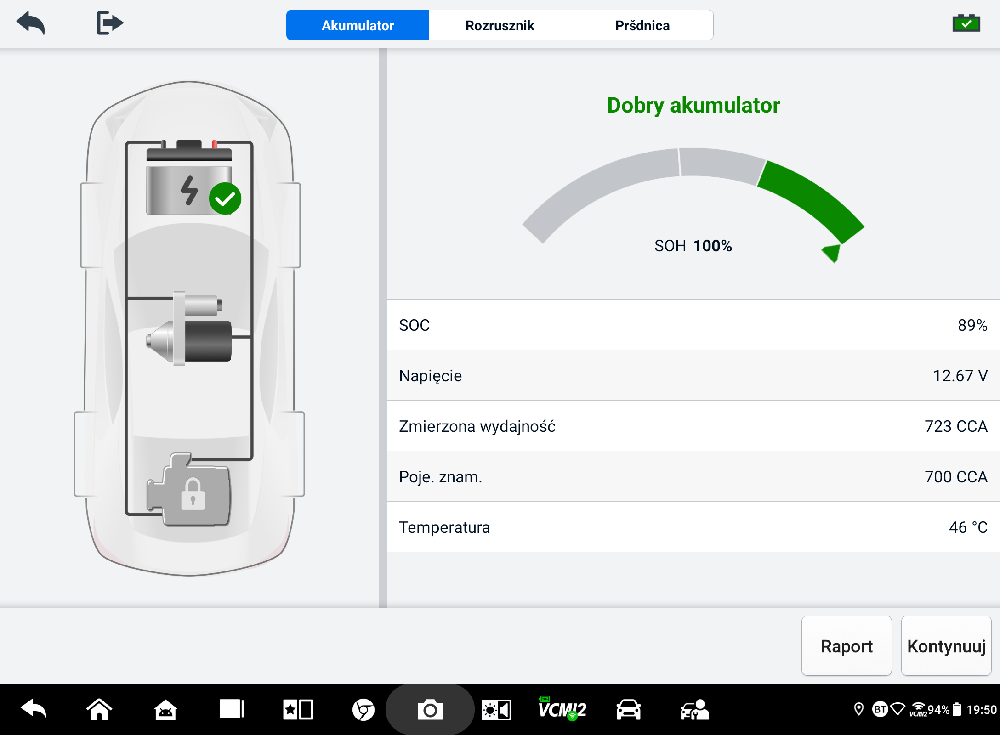 Akumulator
Rozrusznik
Pršdnica
Dobry akumulator
SOH 100%
SOC 89%
Napięcie 12.67 V
Zmierzona wydajność 723 CCA
Poje. znam. 700 CCA
Temperatura 46 °C
Raport
Kontynuuj
VCMI2
BT
VCMI2
94%
19:50